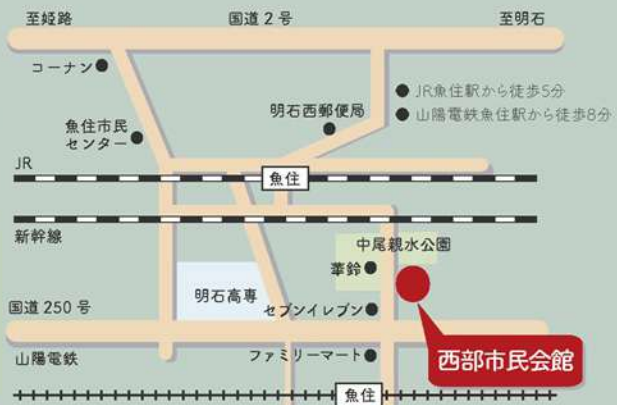 至姫路
国道2号
至明石
コーナン
JR魚住駅から徒歩5分
明石西郵便局
山陽電鉄魚住駅から徒歩8分
魚住市民
センター
JR
魚住
新幹線
中尾親水公園
華鈴
明石高専
セブンイレブン
国道250号
山陽電鉄
ファミリーマート
西部市民会館
魚住